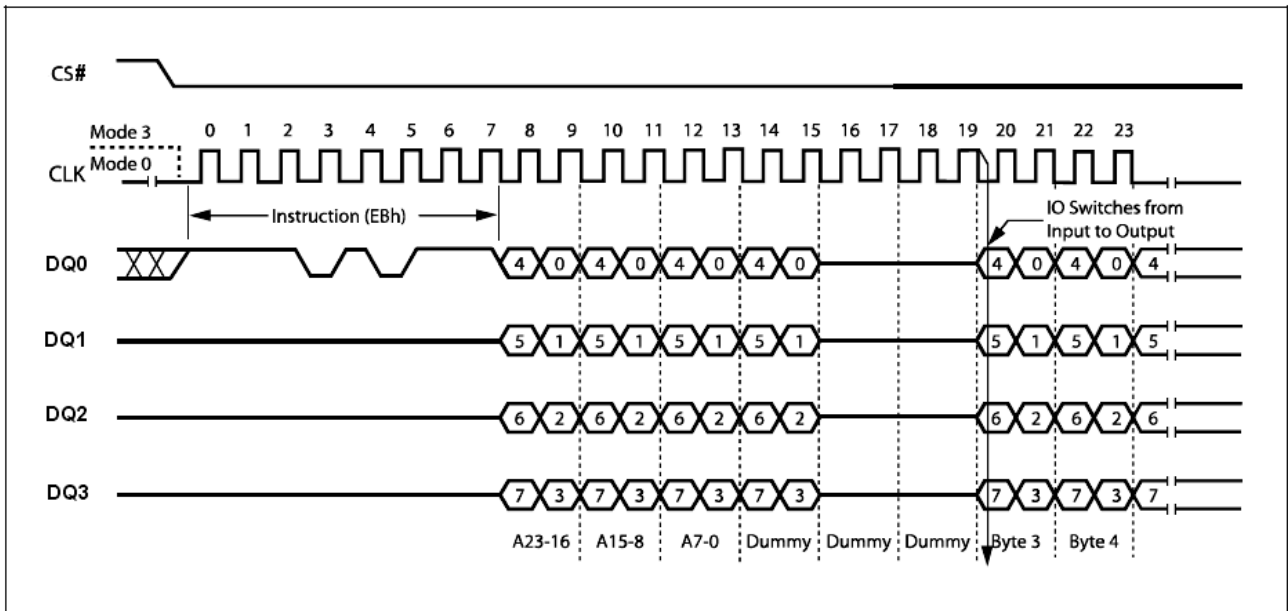 CS#
Mode 3
0 1 2 3 4 5 6 7 8 9 10 11 12 13 14 15 16 17 18 19 20 21 22 23
CLK Mode 0
Instruction (EBh)
IO Switches from
Input to Output
DQ0 4 0 4 0 4 0 4 0 4 0 4 0 4
DQ1 5 1 5 1 5 1 5 1 5 1 5 1 5
DQ2 6 2 6 2 6 2 6 2 6 2 6 2 6
DQ3 7 3 7 3 7 3 7 3 7 3 7 3 7
A23-16 A15-8 A7-0 Dummy Dummy Dummy Byte 3 Byte 4